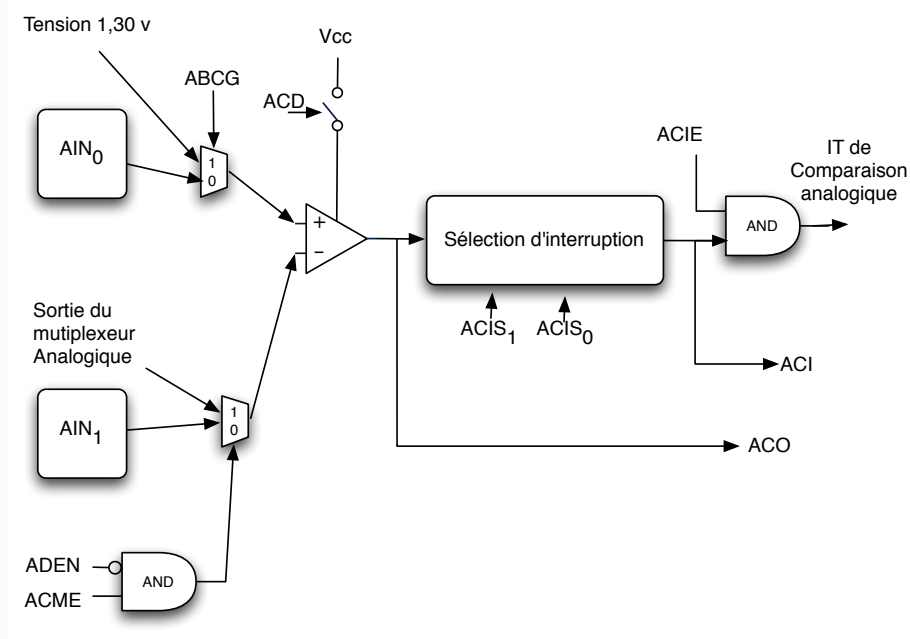 Tension 1,30 v
Vcc
ABCG
ACD
AIN0
1
0
ACIE
IT de
Comparaison
analogique
+
−
AND
Sélection d'interruption
ACIS1
ACIS0
Sortie du
mutiplexeur
Analogique
ACI
AIN1
1
0
ACO
ADEN
AND
ACME